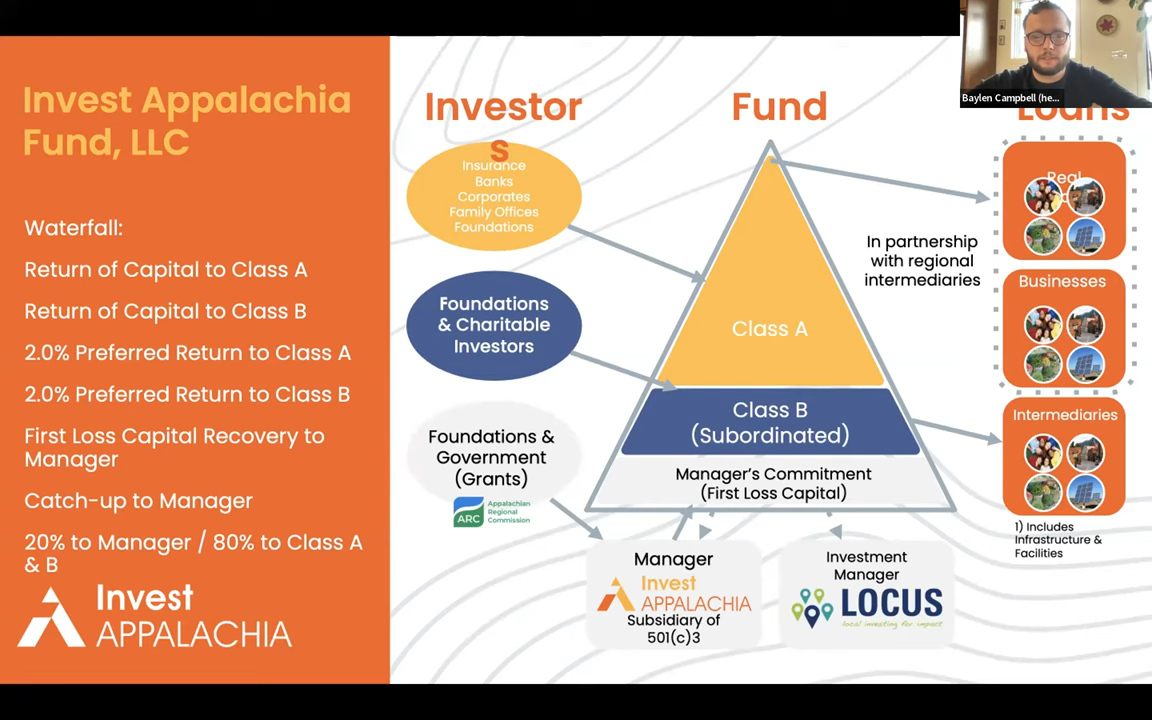 Invest Appalachia
Fund, LLC
Waterfall:
Return of Capital to Class A
Return of Capital to Class B
2.0% Preferred Return to Class A
2.0% Preferred Return to Class B
First Loss Capital Recovery to
Manager
Catch-up to Manager
20% to Manager / 80% to Class A
& B
Invest
APPALACHIA
Investor
s
Insurance
Banks
Corporates
Family Offices
Foundations
Foundations
& Charitable
Investors
Foundations &
Government
(Grants)
ARC
Appalachian
Regional
Commission
Fund
Class A
Class B
(Subordinated)
Manager's Commitment
(First Loss Capital)
Manager
Invest
APPALACHIA
Subsidiary of
501(c)3
Investment
Manager
LOCUS
local investing for impact
In partnership
with regional
intermediaries
Baylen Campbell (he...
Loans
Real
Businesses
Intermediaries
1) Includes
Infrastructure &
Facilities